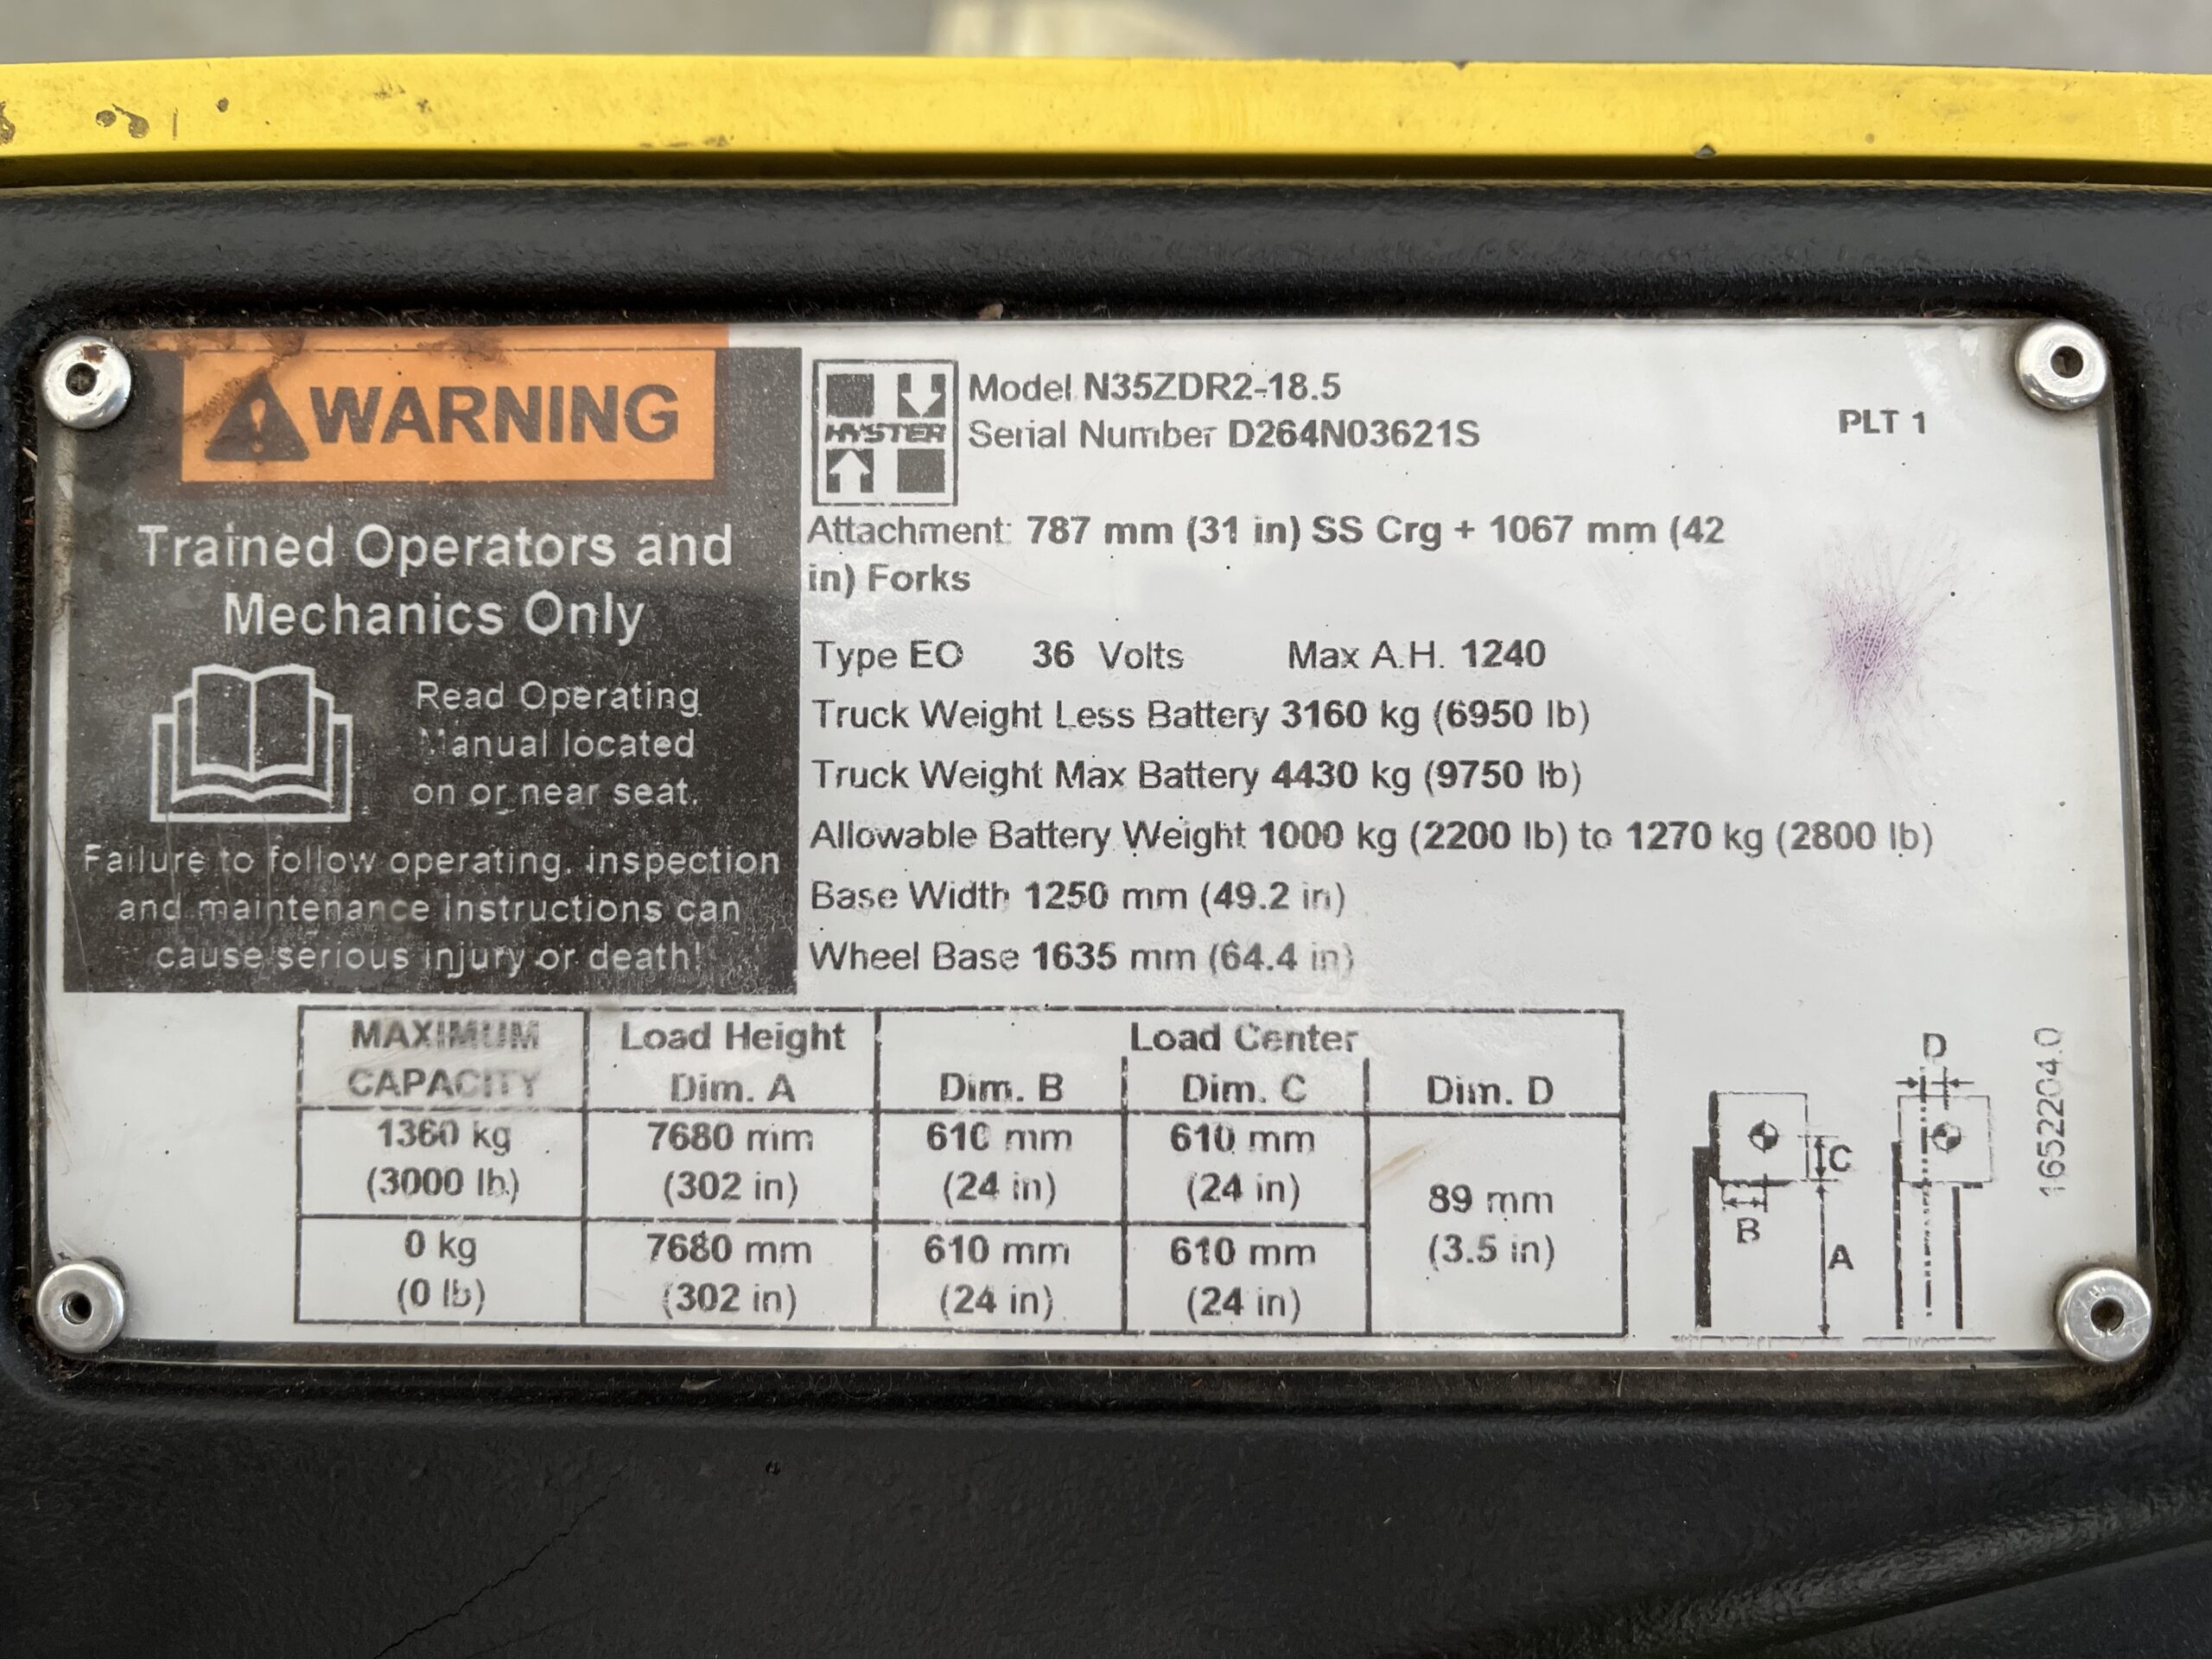 WARNING
Trained Operators and
Mechanics Only
Read Operating
Manual located
on or near seat.
Failure to follow operating, inspection
and maintenance instructions can
cause serious injury or death!
HYSTER
Model N35ZDR2-18.5
Serial Number D264N03621S
PLT 1
Attachment: 787 mm (31 in) SS Crg + 1067 mm (42
in) Forks
Type EO 36 Volts Max A.H. 1240
Truck Weight Less Battery 3160 kg (6950 lb)
Truck Weight Max Battery 4430 kg (9750 lb)
Allowable Battery Weight 1000 kg (2200 lb) to 1270 kg (2800 lb)
Base Width 1250 mm (49.2 in)
Wheel Base 1635 mm (64.4 in)
MAXIMUM Load Height Load Center
CAPACITY Dim. A Dim. B Dim. C Dim. D
1360 kg 7680 mm 610 mm 610 mm
(3000 lb) (302 in) (24 in) (24 in)
89 mm
(3.5 in)
0 kg 7680 mm 610 mm 610 mm
(0 lb) (302 in) (24 in) (24 in)
D
C
B
A
1652204.0